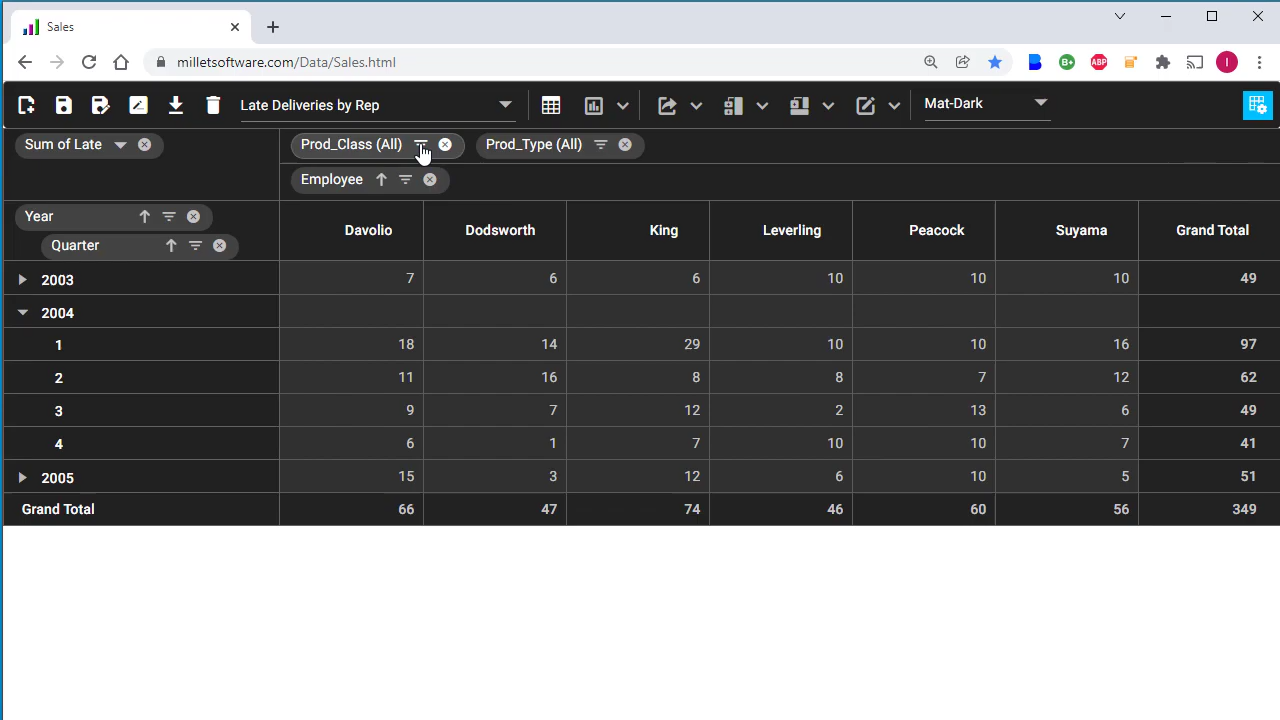 Sales
milletsoftware.com/Data/Sales.html
ABP
I
Late Deliveries by Rep
Mat-Dark
Sum of Late
Prod_Class (All)
Prod_Type (All)
Employee
Year
Quarter
Davolio Dodsworth King Leverling Peacock Suyama Grand Total
2003 7 6 6 10 10 10 49
2004
1 18 14 29 10 10 16 97
2 11 16 8 8 7 12 62
3 9 7 12 2 13 6 49
4 6 1 7 10 10 7 41
2005 15 3 12 6 10 5 51
Grand Total 66 47 74 46 60 56 349